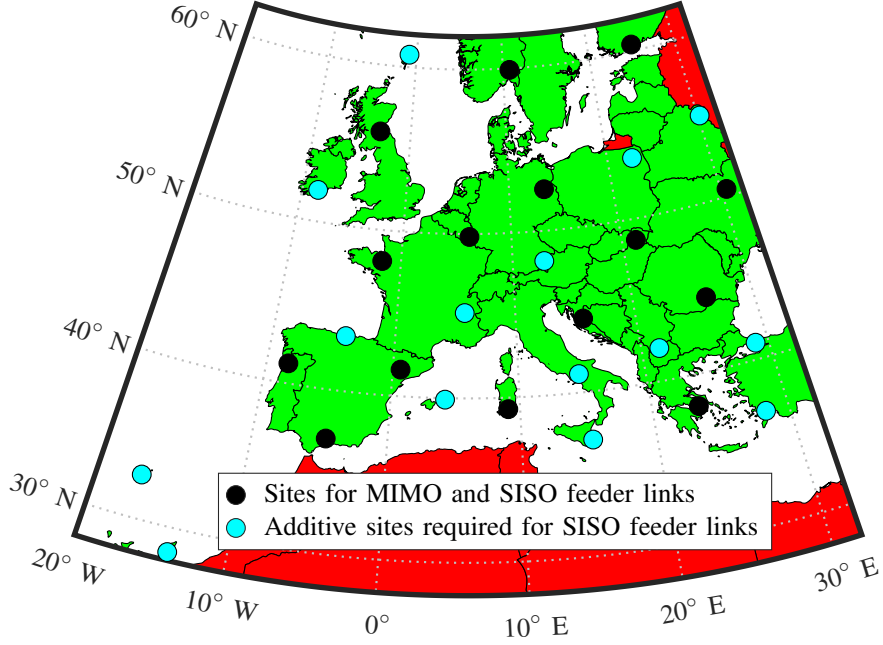 60° N
50° N
40° N
30° N
Sites for MIMO and SISO feeder links
Additive sites required for SISO feeder links
20° W
10° W
0°
10° E
20° E
30° E